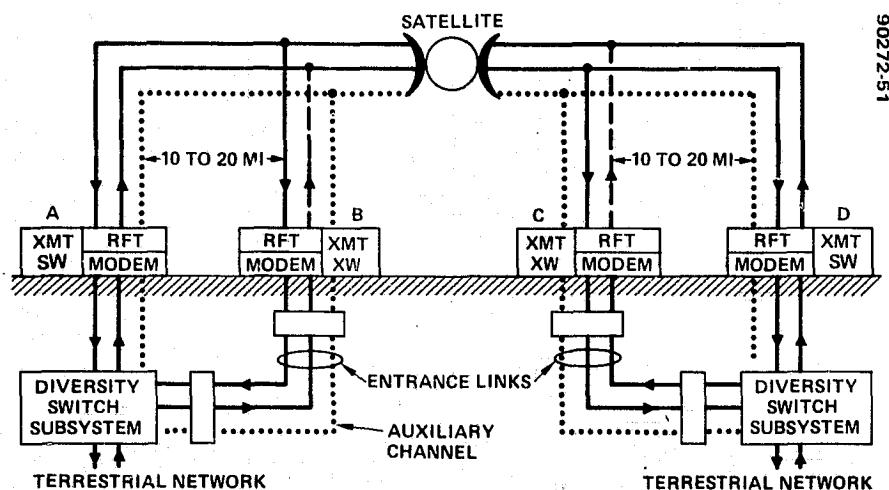 90272-51
SATELLITE
10 TO 20 MI
10 TO 20 MI
A
B
C
D
XMT
SW
RFT
MODEM
RFT
MODEM
XMT
XW
XMT
XW
RFT
MODEM
RFT
MODEM
XMT
SW
ENTRANCE LINKS
DIVERSITY
SWITCH
SUBSYSTEM
AUXILIARY
CHANNEL
DIVERSITY
SWITCH
SUBSYSTEM
TERRESTRIAL NETWORK
TERRESTRIAL NETWORK